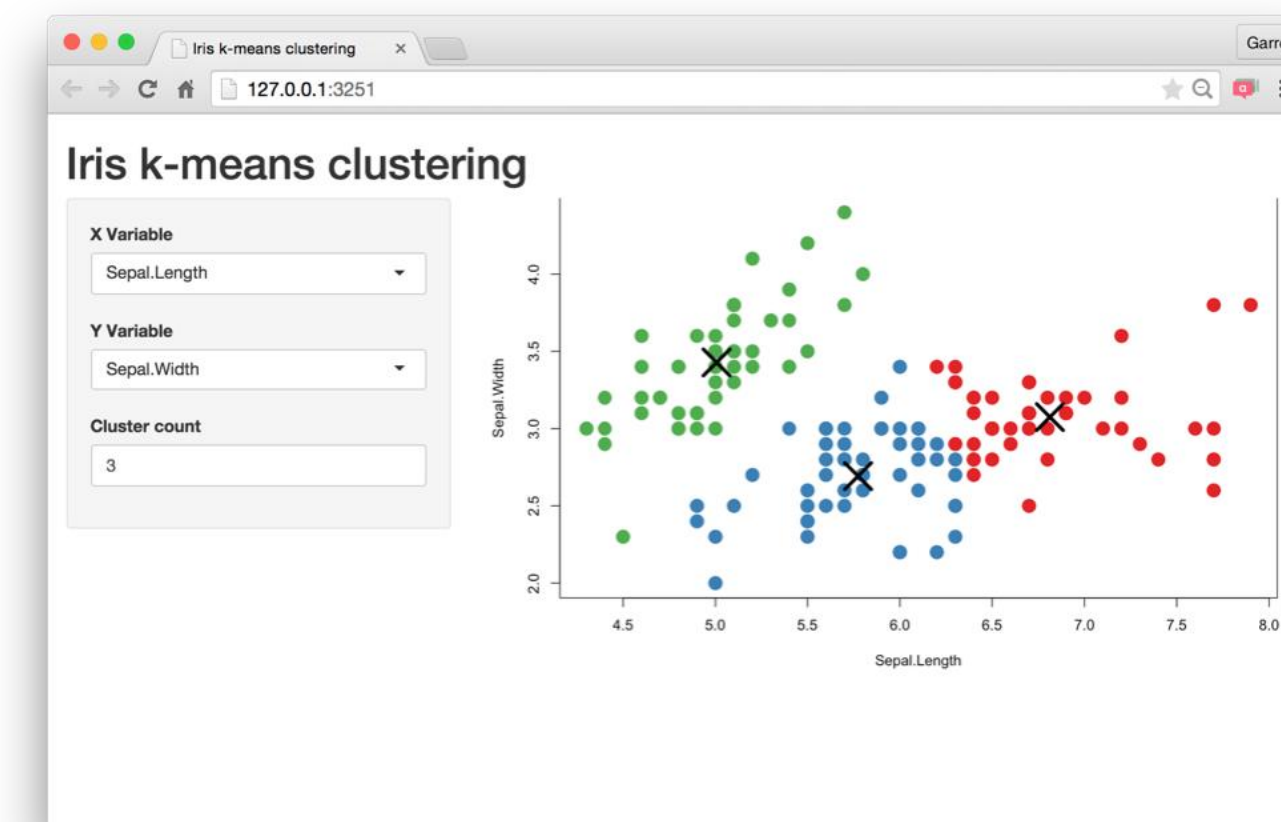 Iris k-means clustering
Garre
127.0.0.1:3251
a
Iris k-means clustering
X Variable
Sepal.Length
Y Variable
Sepal.Width
Cluster count
3
Sepal.Width
4.0
3.5
3.0
2.5
2.0
4.5 5.0 5.5 6.0 6.5 7.0 7.5 8.0
Sepal.Length